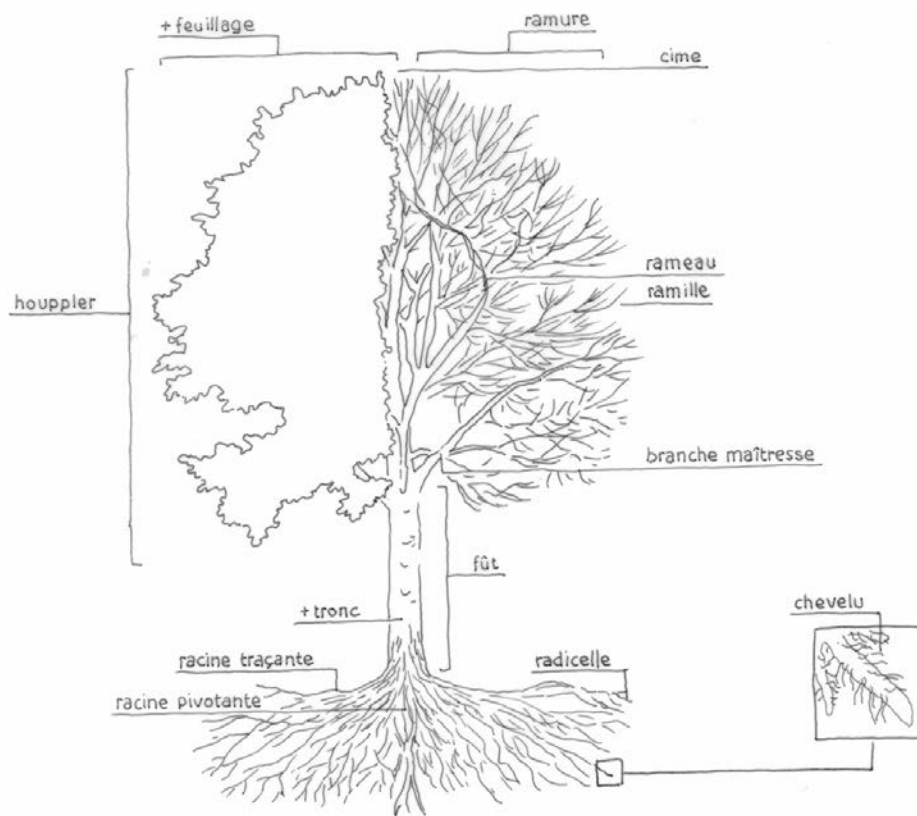 +feuillage
ramure
cime
rameau
ramille
houppler
branche maîtresse
fût
+tronc
chevelu
racine traçante
radicelle
racine pivotante